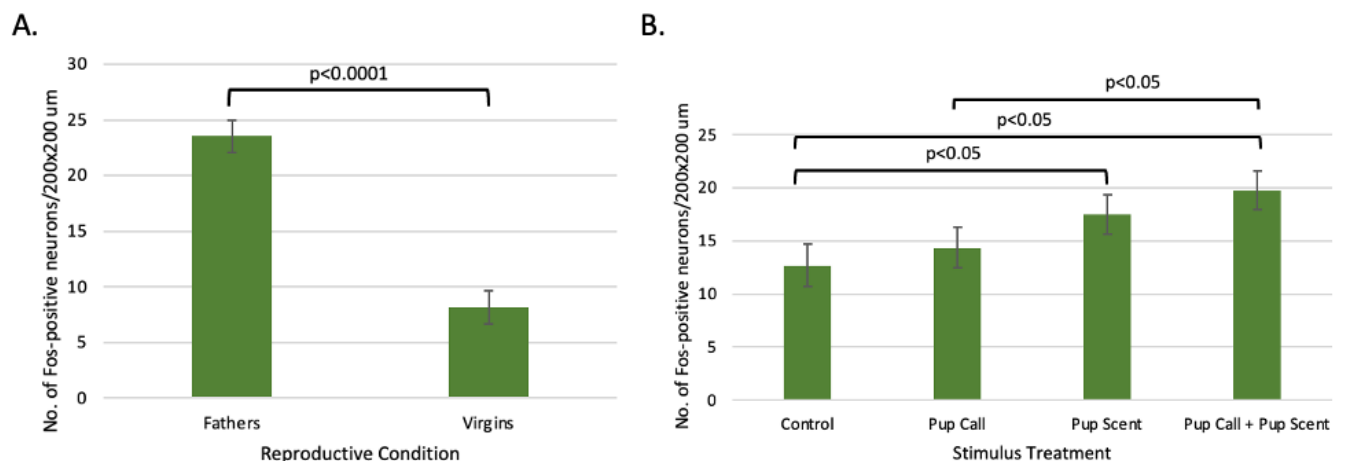 A.
No. of Fos-positive neurons/200x200 um
30
25
20
15
10
5
0
p<0.0001
Fathers
Virgins
Reproductive Condition
B.
No. of Fos-positive neurons/200x200 um
25
20
15
10
5
0
p<0.05
p<0.05
p<0.05
Control
Pup Call
Pup Scent
Pup Call + Pup Scent
Stimulus Treatment